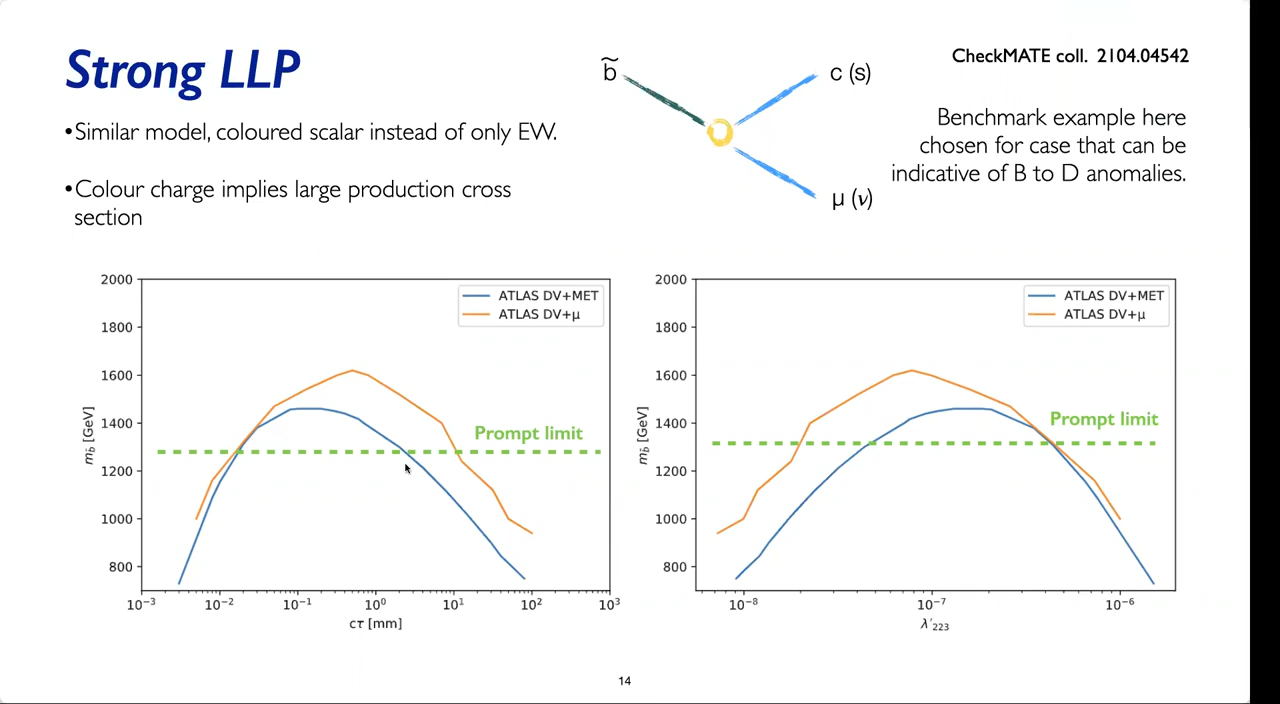 Strong LLP
•Similar model, coloured scalar instead of only EW.
•Colour charge implies large production cross
section
b̃
c (s)
μ (ν)
CheckMATE coll. 2104.04542
Benchmark example here
chosen for case that can be
indicative of B to D anomalies.
2000
1800
1600
1400
1200
1000
800
m_b̃ [GeV]
ATLAS DV+MET
ATLAS DV+μ
Prompt limit
10⁻³ 10⁻² 10⁻¹ 10⁰ 10¹ 10² 10³
cτ [mm]
2000
1800
1600
1400
1200
1000
800
m_b̃ [GeV]
ATLAS DV+MET
ATLAS DV+μ
Prompt limit
10⁻⁸ 10⁻⁷ 10⁻⁶
λ'₂₂₃
14